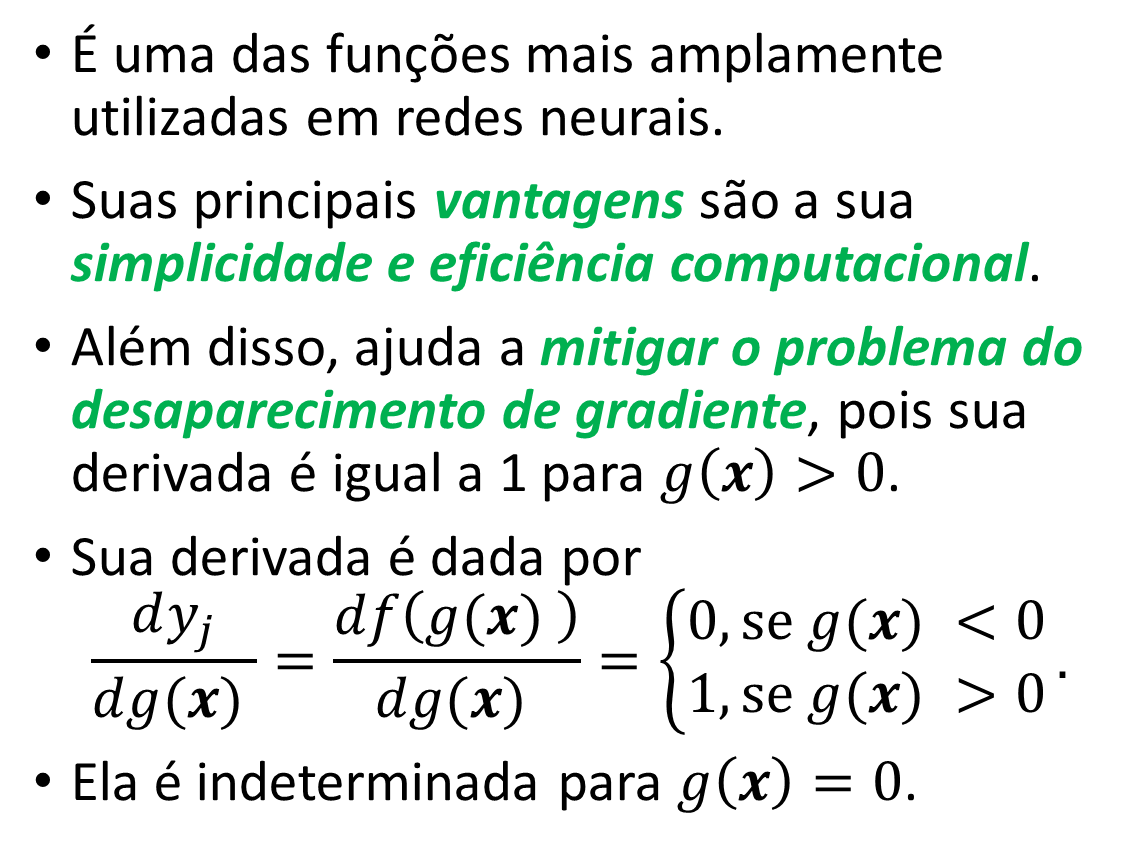 • É uma das funções mais amplamente
utilizadas em redes neurais.
• Suas principais vantagens são a sua
simplicidade e eficiência computacional.
• Além disso, ajuda a mitigar o problema do
desaparecimento de gradiente, pois sua
derivada é igual a 1 para g(x) > 0.
• Sua derivada é dada por
dy_j / dg(x) = df(g(x)) / dg(x) = { 0, se g(x) < 0
1, se g(x) > 0 .
• Ela é indeterminada para g(x) = 0.